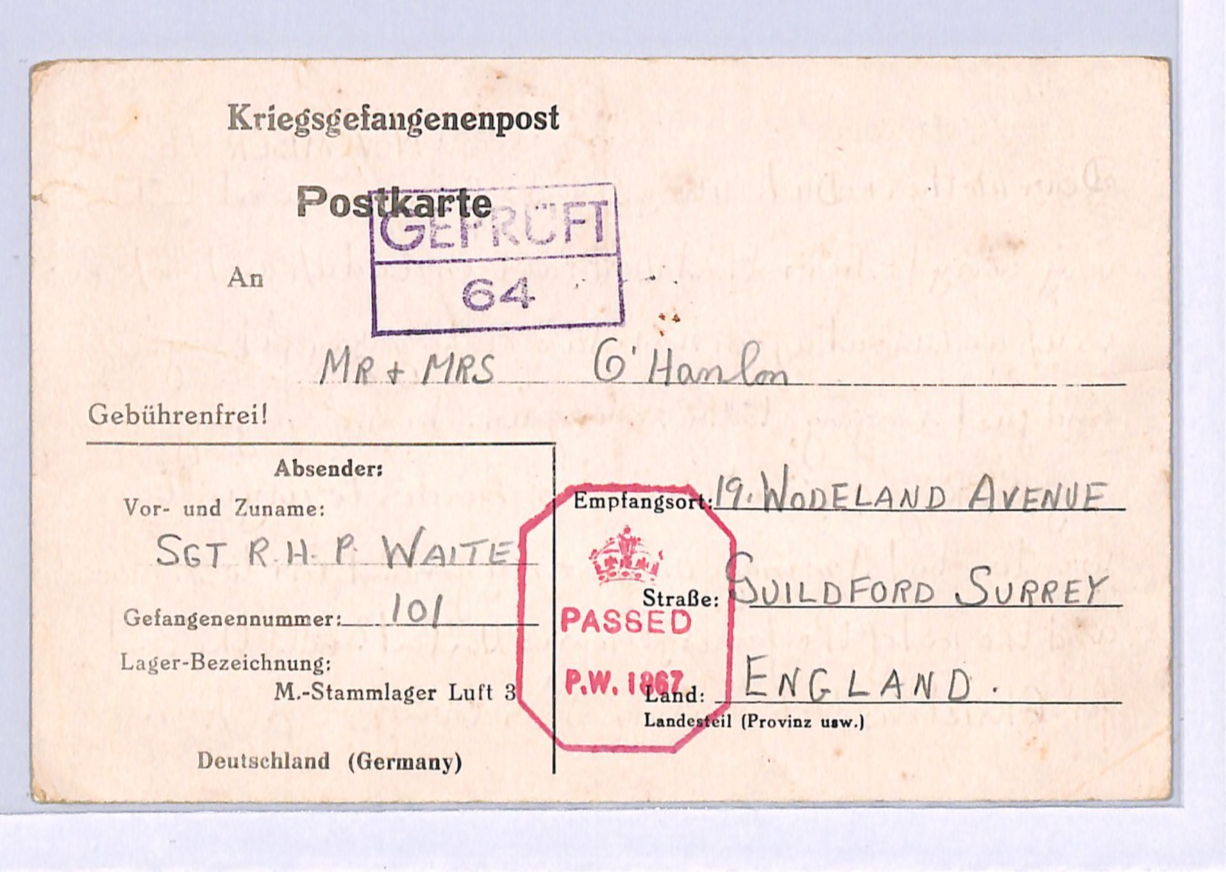 Kriegsgefangenenpost
Postkarte
GEPRÜFT
64
An
MR + MRS O'Hanlon
Gebührenfrei!
Absender:
Vor- und Zuname:
SGT R.H.P. WAITE
Gefangenennummer: 101
Lager-Bezeichnung:
M.-Stammlager Luft 3
Deutschland (Germany)
Empfangsort: 19. WODELAND AVENUE
Straße: GUILDFORD SURREY
PASSED
P.W. 1867
Land: ENGLAND.
Landesteil (Provinz usw.)